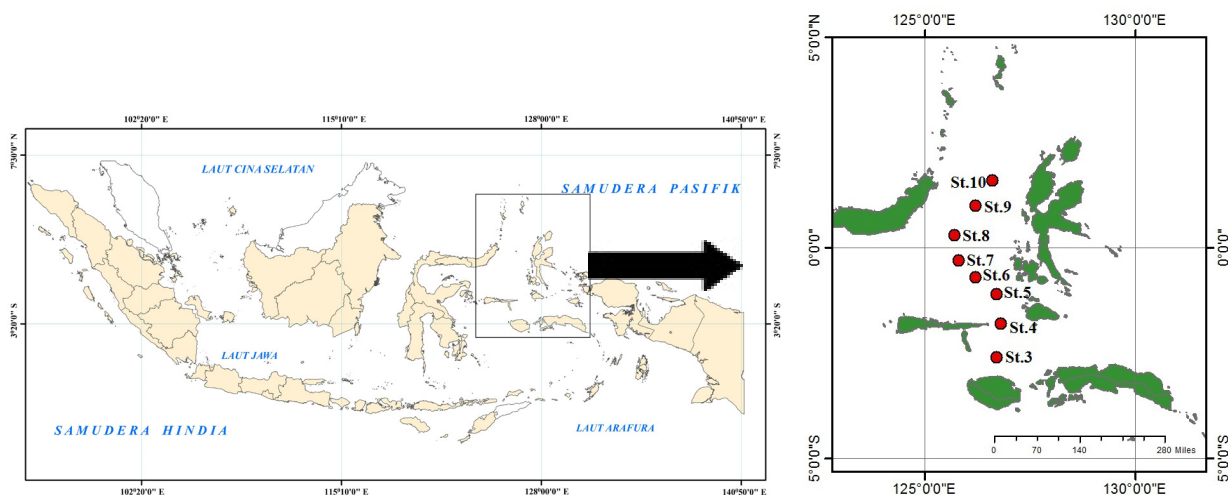 102°20'0" E
115°10'0" E
128°00'0" E
140°50'0" E
7°30'0" N
7°30'0" N
LAUT CINA SELATAN
SAMUDERA PASIFIK
3°20'0" S
3°20'0" S
LAUT JAWA
SAMUDERA HINDIA
LAUT ARAFURA
102°20'0" E
115°10'0" E
128°00'0" E
140°50'0" E
125°0'0"E
130°0'0"E
5°0'0"N
5°0'0"N
St.10
St.9
St.8
0°0'0"
0°0'0"
St.7
St.6
St.5
St.4
St.3
0 70 140 280 Miles
5°0'0"S
5°0'0"S
125°0'0"E
130°0'0"E